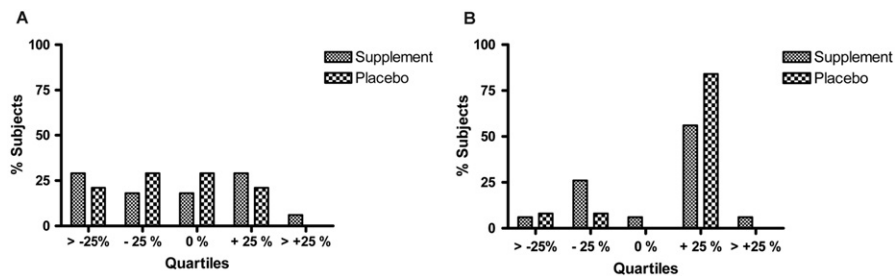 A
100
75
50
25
0
% Subjects
> -25%
- 25 %
0 %
+ 25 %
> +25 %
Quartiles
Supplement
Placebo
B
100
75
50
25
0
% Subjects
> -25%
- 25 %
0 %
+ 25 %
> +25 %
Quartiles
Supplement
Placebo